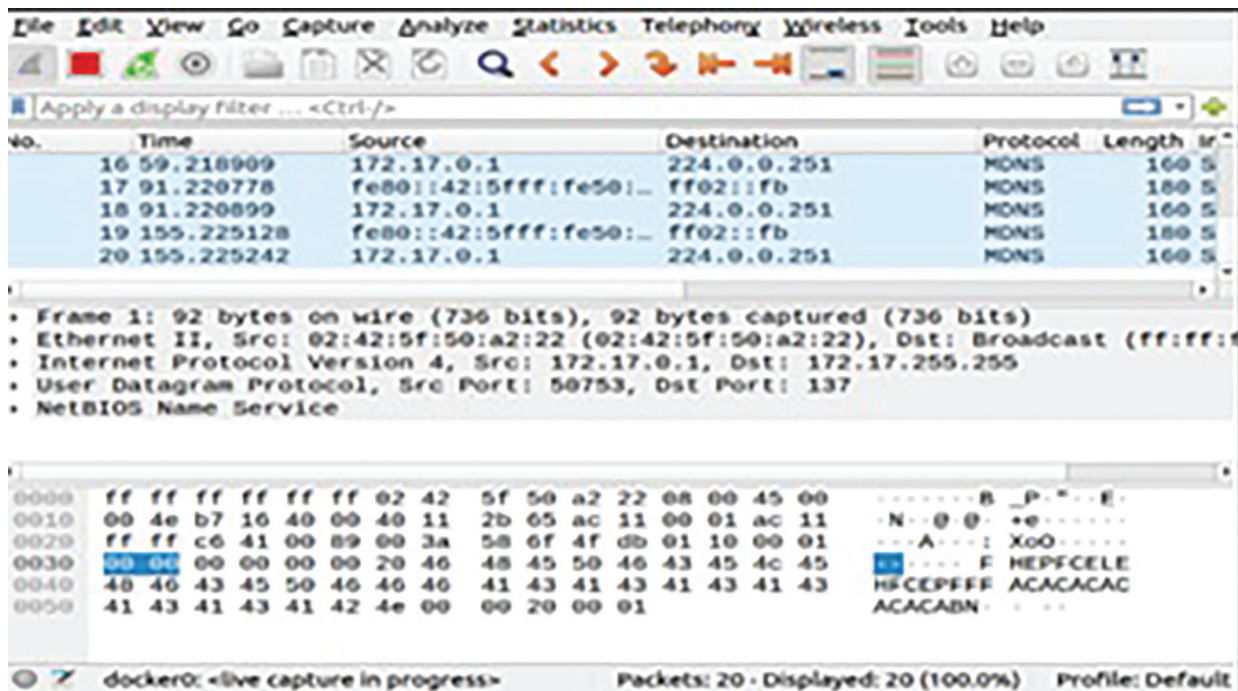 File Edit View Go Capture Analyze Statistics Telephony Wireless Tools Help
Apply a display filter ... <Ctrl-/>
No. Time Source Destination Protocol Length
16 59.218909 172.17.0.1 224.0.0.251 MDNS 160 S
17 91.220778 fe80::42:5fff:fe50:… ff02::fb MDNS 180 S
18 91.220899 172.17.0.1 224.0.0.251 MDNS 160 S
19 155.225128 fe80::42:5fff:fe50:… ff02::fb MDNS 180 S
20 155.225242 172.17.0.1 224.0.0.251 MDNS 160 S
Frame 1: 92 bytes on wire (736 bits), 92 bytes captured (736 bits)
Ethernet II, Src: 02:42:5f:50:a2:22 (02:42:5f:50:a2:22), Dst: Broadcast (ff:ff:f
Internet Protocol Version 4, Src: 172.17.0.1, Dst: 172.17.255.255
User Datagram Protocol, Src Port: 50753, Dst Port: 137
NetBIOS Name Service
0000 ff ff ff ff ff ff 02 42 5f 50 a2 22 08 00 45 00 ·······B _P·"··E·
0010 00 4e b7 16 40 00 40 11 2b 65 ac 11 00 01 ac 11 ·N··@·@· +e······
0020 ff ff c6 41 00 89 00 3a 58 6f 4f db 01 10 00 01 ···A···: XoO·····
0030 00 00 00 00 00 00 20 46 48 45 50 46 43 45 4c 45 ······ F HEPFCELE
0040 48 46 43 45 50 46 46 46 41 43 41 43 41 43 41 43 HFCEPFFF ACACACAC
0050 41 43 41 43 41 42 4e 00 00 20 00 01 ACACABN· · ··
docker0: <live capture in progress> Packets: 20 · Displayed: 20 (100.0%) Profile: Default